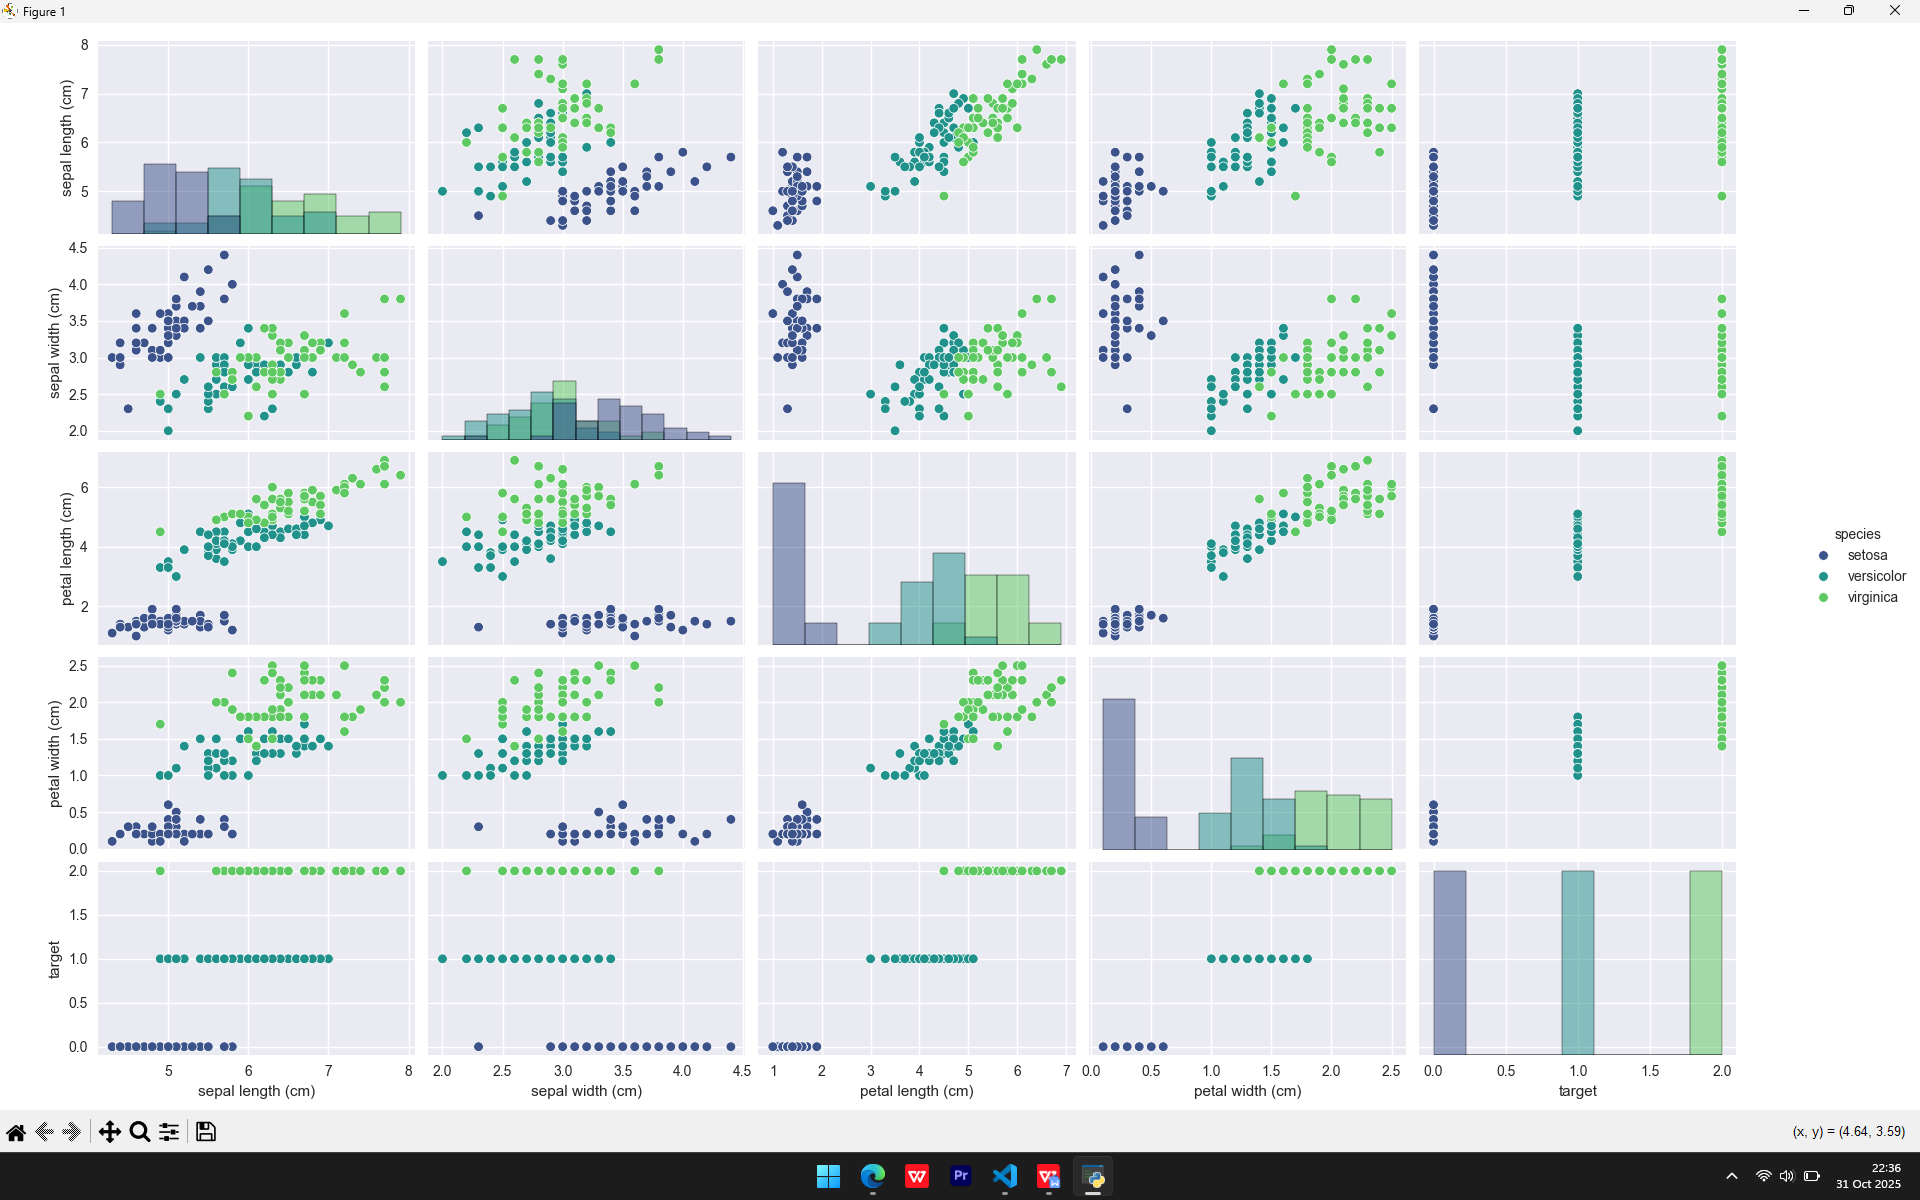 Figure 1
8
7
6
5
sepal length (cm)
4.5
4.0
3.5
3.0
2.5
2.0
sepal width (cm)
6
4
2
petal length (cm)
species
setosa
versicolor
virginica
2.5
2.0
1.5
1.0
0.5
0.0
petal width (cm)
2.0
1.5
1.0
0.5
0.0
target
5 6 7 8
2.0 2.5 3.0 3.5 4.0 4.5
1 2 3 4 5 6 7
0.0 0.5 1.0 1.5 2.0 2.5
0.0 0.5 1.0 1.5 2.0
sepal length (cm)
sepal width (cm)
petal length (cm)
petal width (cm)
target
(x, y) = (4.64, 3.59)
W
Pr
W
22:36
31 Oct 2025